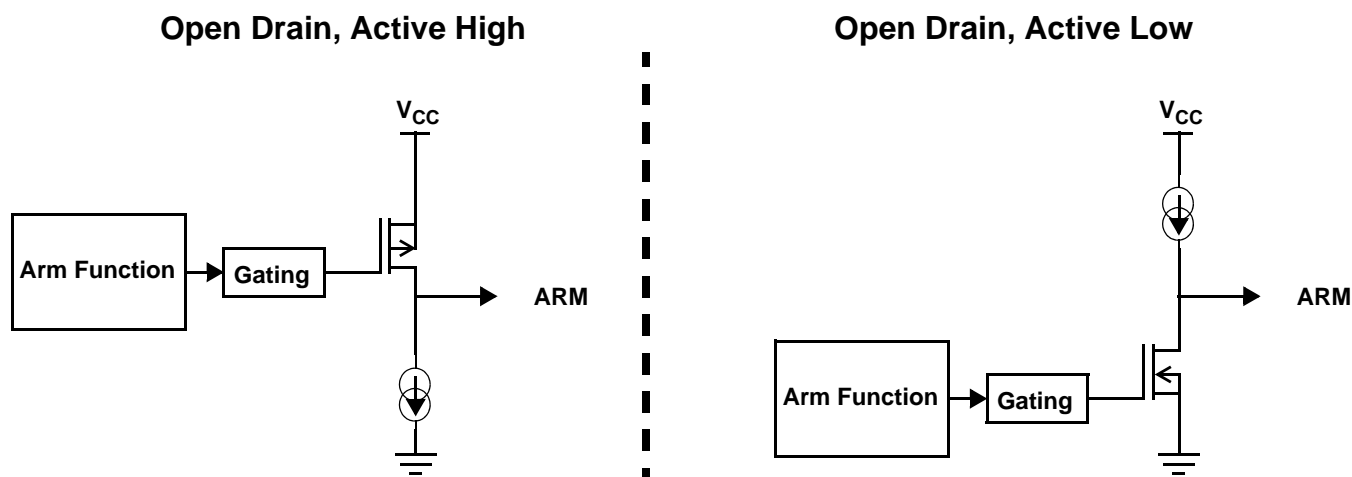 Open Drain, Active High
Open Drain, Active Low
VCC
Arm Function
Gating
ARM
VCC
ARM
Arm Function
Gating